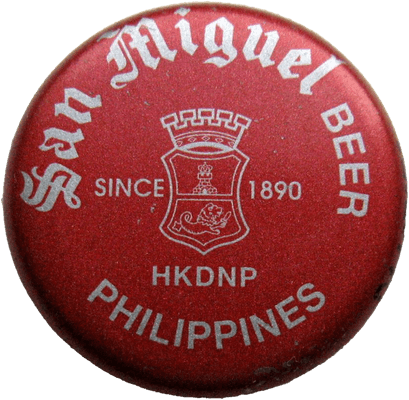 San Miguel BEER
SINCE 1890
HKDNP
PHILIPPINES